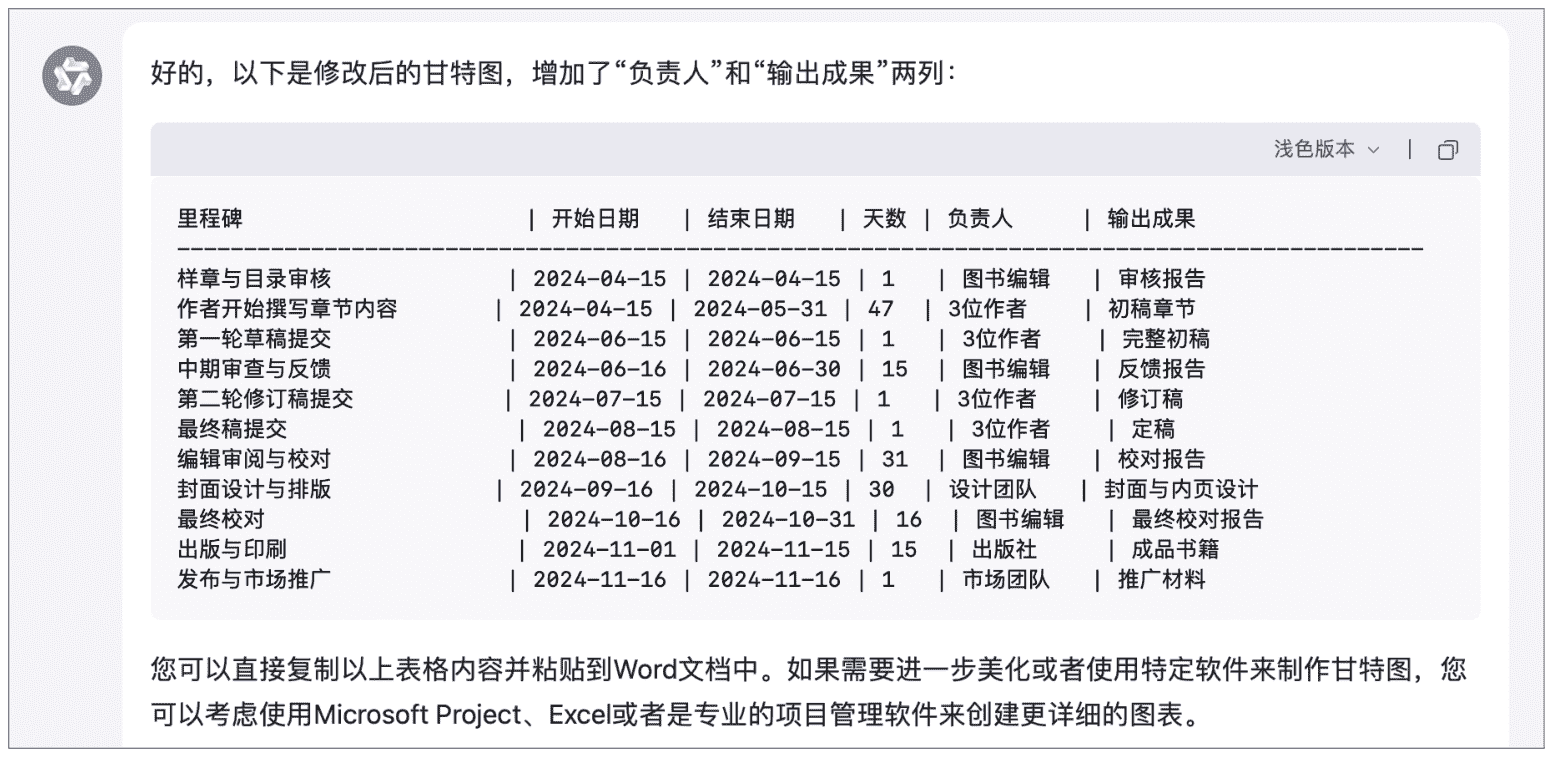 好的，以下是修改后的甘特图，增加了“负责人”和“输出成果”两列：
浅色版本
里程碑 | 开始日期 | 结束日期 | 天数 | 负责人 | 输出成果
---------------------------------------------------------------------------------------------
样章与目录审核 | 2024-04-15 | 2024-04-15 | 1 | 图书编辑 | 审核报告
作者开始撰写章节内容 | 2024-04-15 | 2024-05-31 | 47 | 3位作者 | 初稿章节
第一轮草稿提交 | 2024-06-15 | 2024-06-15 | 1 | 3位作者 | 完整初稿
中期审查与反馈 | 2024-06-16 | 2024-06-30 | 15 | 图书编辑 | 反馈报告
第二轮修订稿提交 | 2024-07-15 | 2024-07-15 | 1 | 3位作者 | 修订稿
最终稿提交 | 2024-08-15 | 2024-08-15 | 1 | 3位作者 | 定稿
编辑审阅与校对 | 2024-08-16 | 2024-09-15 | 31 | 图书编辑 | 校对报告
封面设计与排版 | 2024-09-16 | 2024-10-15 | 30 | 设计团队 | 封面与内页设计
最终校对 | 2024-10-16 | 2024-10-31 | 16 | 图书编辑 | 最终校对报告
出版与印刷 | 2024-11-01 | 2024-11-15 | 15 | 出版社 | 成品书籍
发布与市场推广 | 2024-11-16 | 2024-11-16 | 1 | 市场团队 | 推广材料
您可以直接复制以上表格内容并粘贴到Word文档中。如果需要进一步美化或者使用特定软件来制作甘特图，您
可以考虑使用Microsoft Project、Excel或者是专业的项目管理软件来创建更详细的图表。